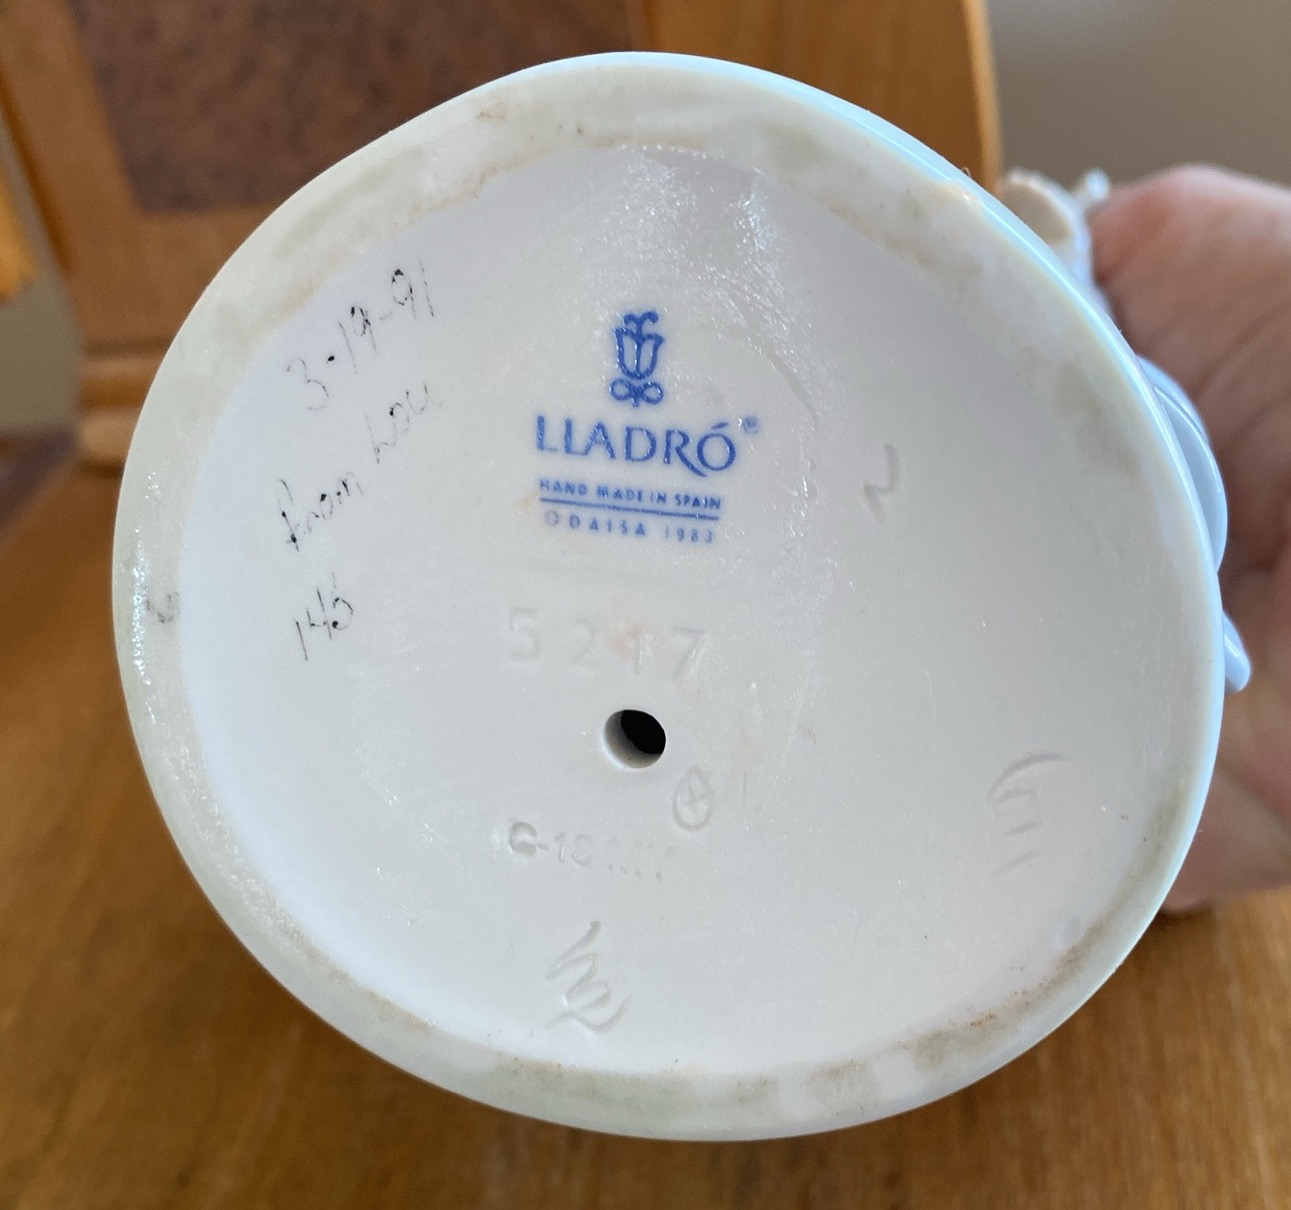 3-19-91
from Lou
145
LLADRÓ®
HAND MADE IN SPAIN
© DAISA 1983
5217